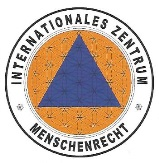 INTERNATIONALES ZENTRUM
MENSCHENRECHT